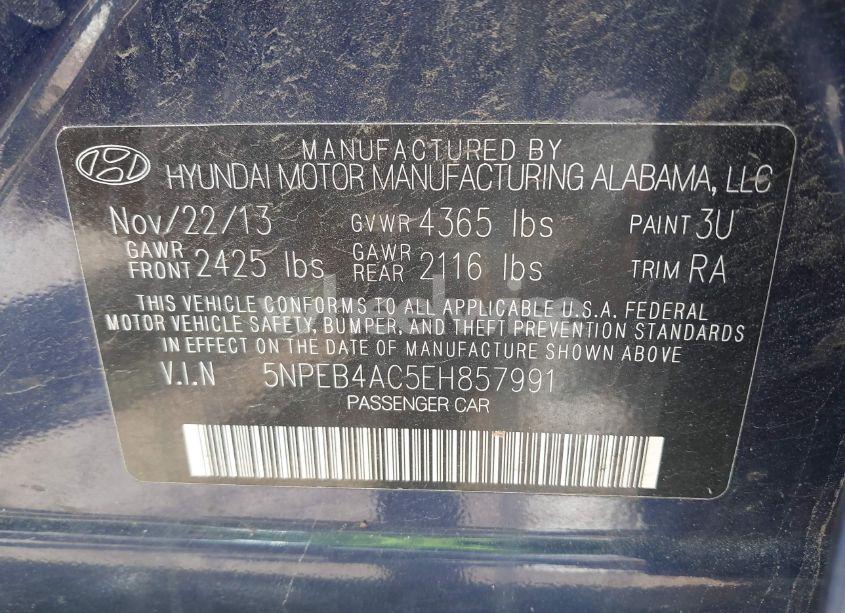 MANUFACTURED BY
HYUNDAI MOTOR MANUFACTURING ALABAMA, LLC
Nov/22/13 GVWR 4365 lbs PAINT 3U
GAWR FRONT 2425 lbs GAWR REAR 2116 lbs TRIM RA
THIS VEHICLE CONFORMS TO ALL APPLICABLE U.S.A. FEDERAL
MOTOR VEHICLE SAFETY, BUMPER, AND THEFT PREVENTION STANDARDS
IN EFFECT ON THE DATE OF MANUFACTURE SHOWN ABOVE
V.I.N 5NPEB4AC5EH857991
PASSENGER CAR